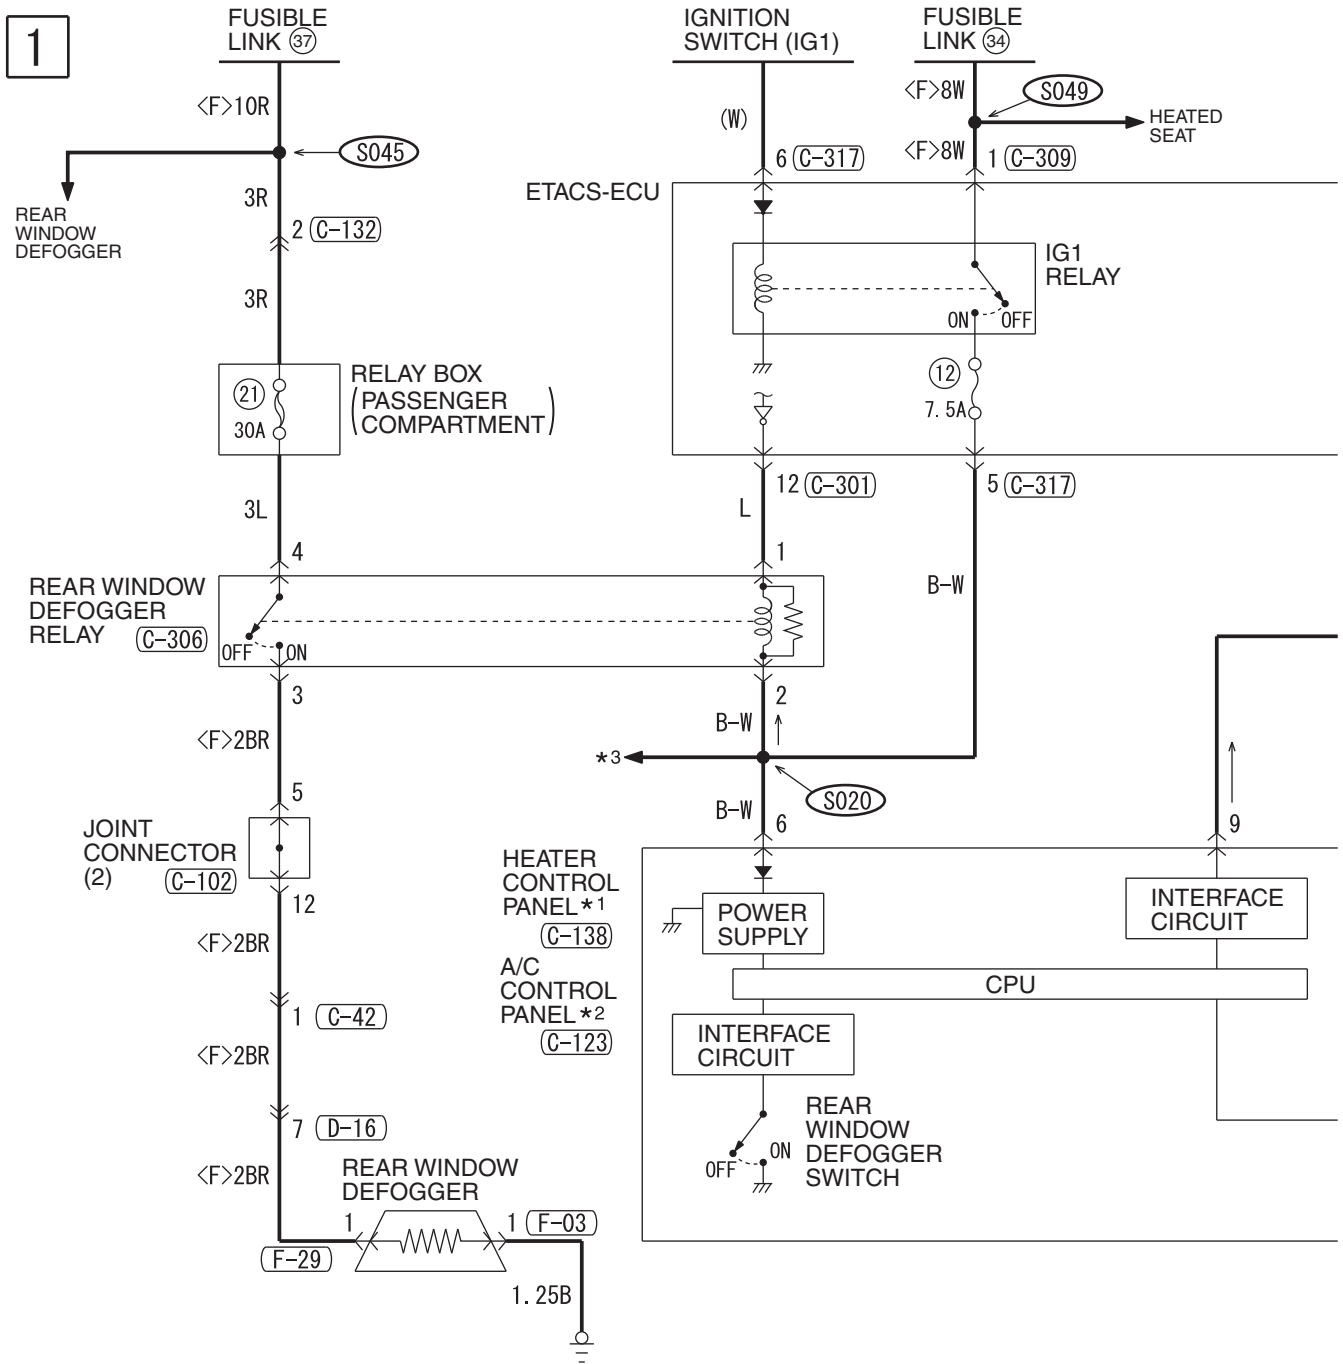 1
FUSIBLE
LINK 37
IGNITION
SWITCH (IG1)
FUSIBLE
LINK 34
<F>10R
S045
REAR
WINDOW
DEFOGGER
3R
2 C-132
3R
21
30A
RELAY BOX
(PASSENGER
COMPARTMENT)
3L
4
(W)
6 C-317
<F>8W
S049
HEATED
SEAT
<F>8W
1 C-309
ETACS-ECU
IG1
RELAY
ON OFF
12
7.5A
12 C-301
5 C-317
L
1
B-W
REAR WINDOW
DEFOGGER
RELAY C-306
OFF ON
3
2
<F>2BR
B-W
*3
S020
B-W
6
9
5
JOINT
CONNECTOR
(2) C-102
12
<F>2BR
1 C-42
<F>2BR
7 D-16
<F>2BR
REAR WINDOW
DEFOGGER
1
F-29
1 F-03
1.25B
HEATER
CONTROL
PANEL*1
C-138
A/C
CONTROL
PANEL*2
C-123
POWER
SUPPLY
INTERFACE
CIRCUIT
CPU
INTERFACE
CIRCUIT
OFF ON
REAR
WINDOW
DEFOGGER
SWITCH